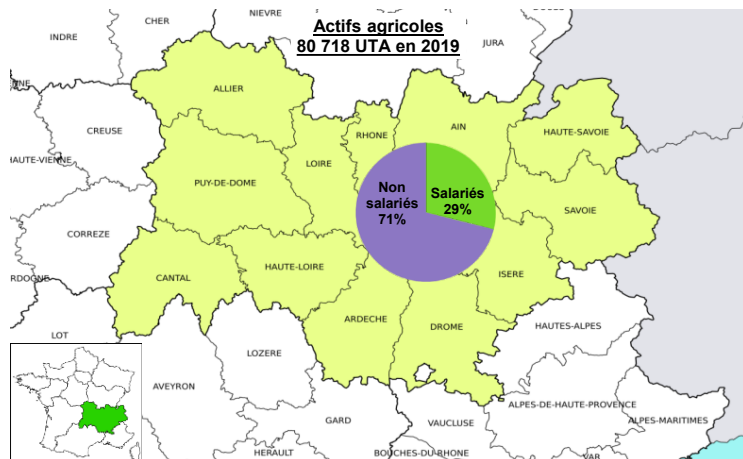 Actifs agricoles
80 718 UTA en 2019
CHER
NIEVRE
INDRE
JURA
ALLIER
CREUSE
RHONE
AIN
HAUTE-SAVOIE
HAUTE-VIENNE
LOIRE
PUY-DE-DOME
Non
salariés
71%
Salariés
29%
SAVOIE
CORREZE
CANTAL
HAUTE-LOIRE
ISERE
ARDECHE
DROME
HAUTES-ALPES
LOT
LOZERE
AVEYRON
ALPES-DE-HAUTE-PROVENCE
GARD
VAUCLUSE
ALPES-MARITIMES
HERAULT
BOUCHES-DU-RHONE
VAR